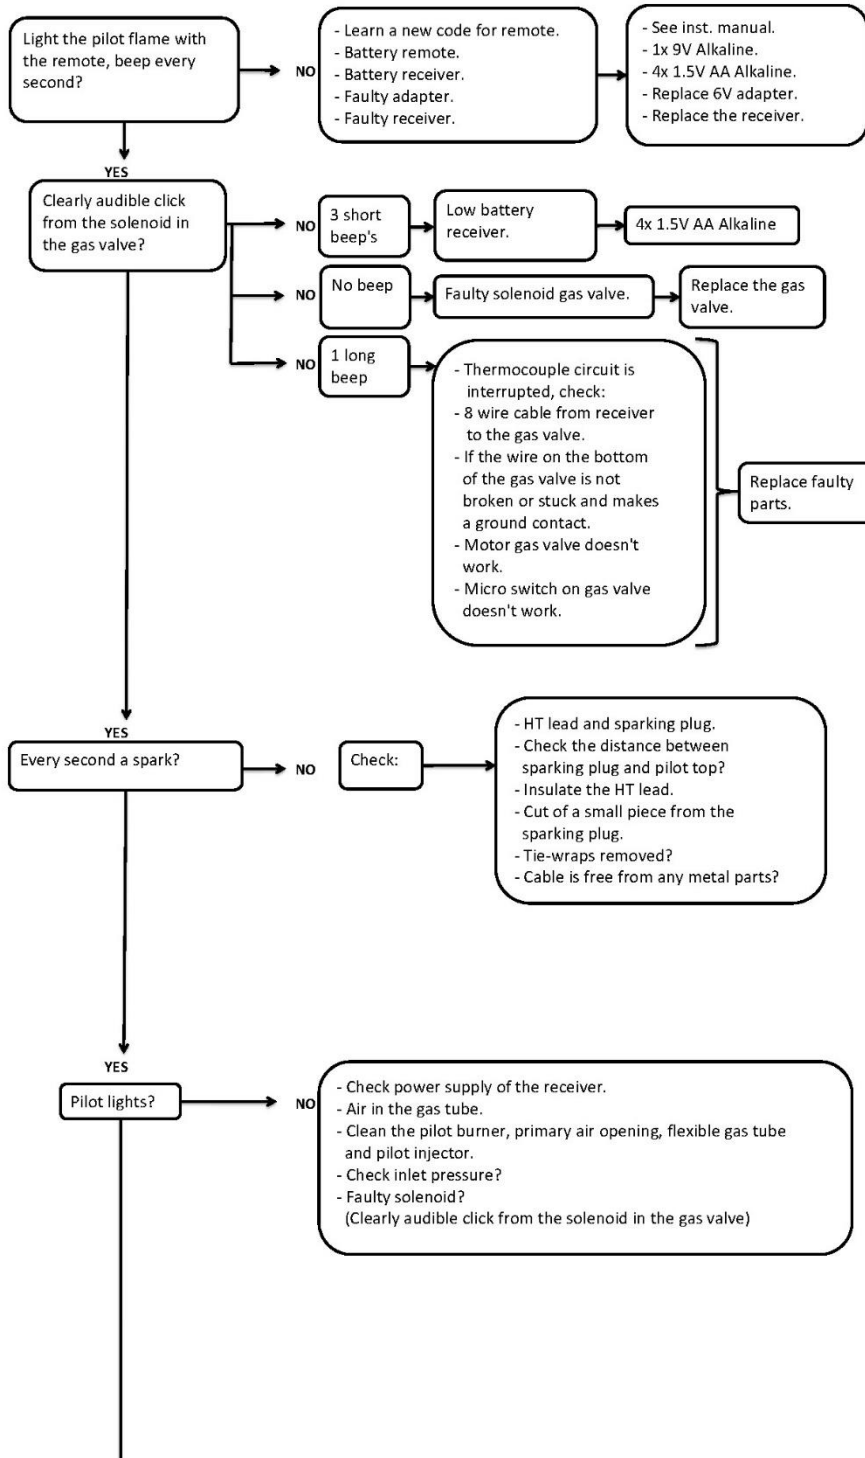 Light the pilot flame with
the remote, beep every
second?
NO
- Learn a new code for remote.
- Battery remote.
- Battery receiver.
- Faulty adapter.
- Faulty receiver.
- See inst. manual.
- 1x 9V Alkaline.
- 4x 1.5V AA Alkaline.
- Replace 6V adapter.
- Replace the receiver.
YES
Clearly audible click
from the solenoid in
the gas valve?
NO
3 short
beep's
Low battery
receiver.
4x 1.5V AA Alkaline
NO
No beep
Faulty solenoid gas valve.
Replace the gas
valve.
NO
1 long
beep
- Thermocouple circuit is
interrupted, check:
- 8 wire cable from receiver
to the gas valve.
- If the wire on the bottom
of the gas valve is not
broken or stuck and makes
a ground contact.
- Motor gas valve doesn't
work.
- Micro switch on gas valve
doesn't work.
Replace faulty
parts.
YES
Every second a spark?
NO
Check:
- HT lead and sparking plug.
- Check the distance between
sparking plug and pilot top?
- Insulate the HT lead.
- Cut of a small piece from the
sparking plug.
- Tie-wraps removed?
- Cable is free from any metal parts?
YES
Pilot lights?
NO
- Check power supply of the receiver.
- Air in the gas tube.
- Clean the pilot burner, primary air opening, flexible gas tube
and pilot injector.
- Check inlet pressure?
- Faulty solenoid?
(Clearly audible click from the solenoid in the gas valve)